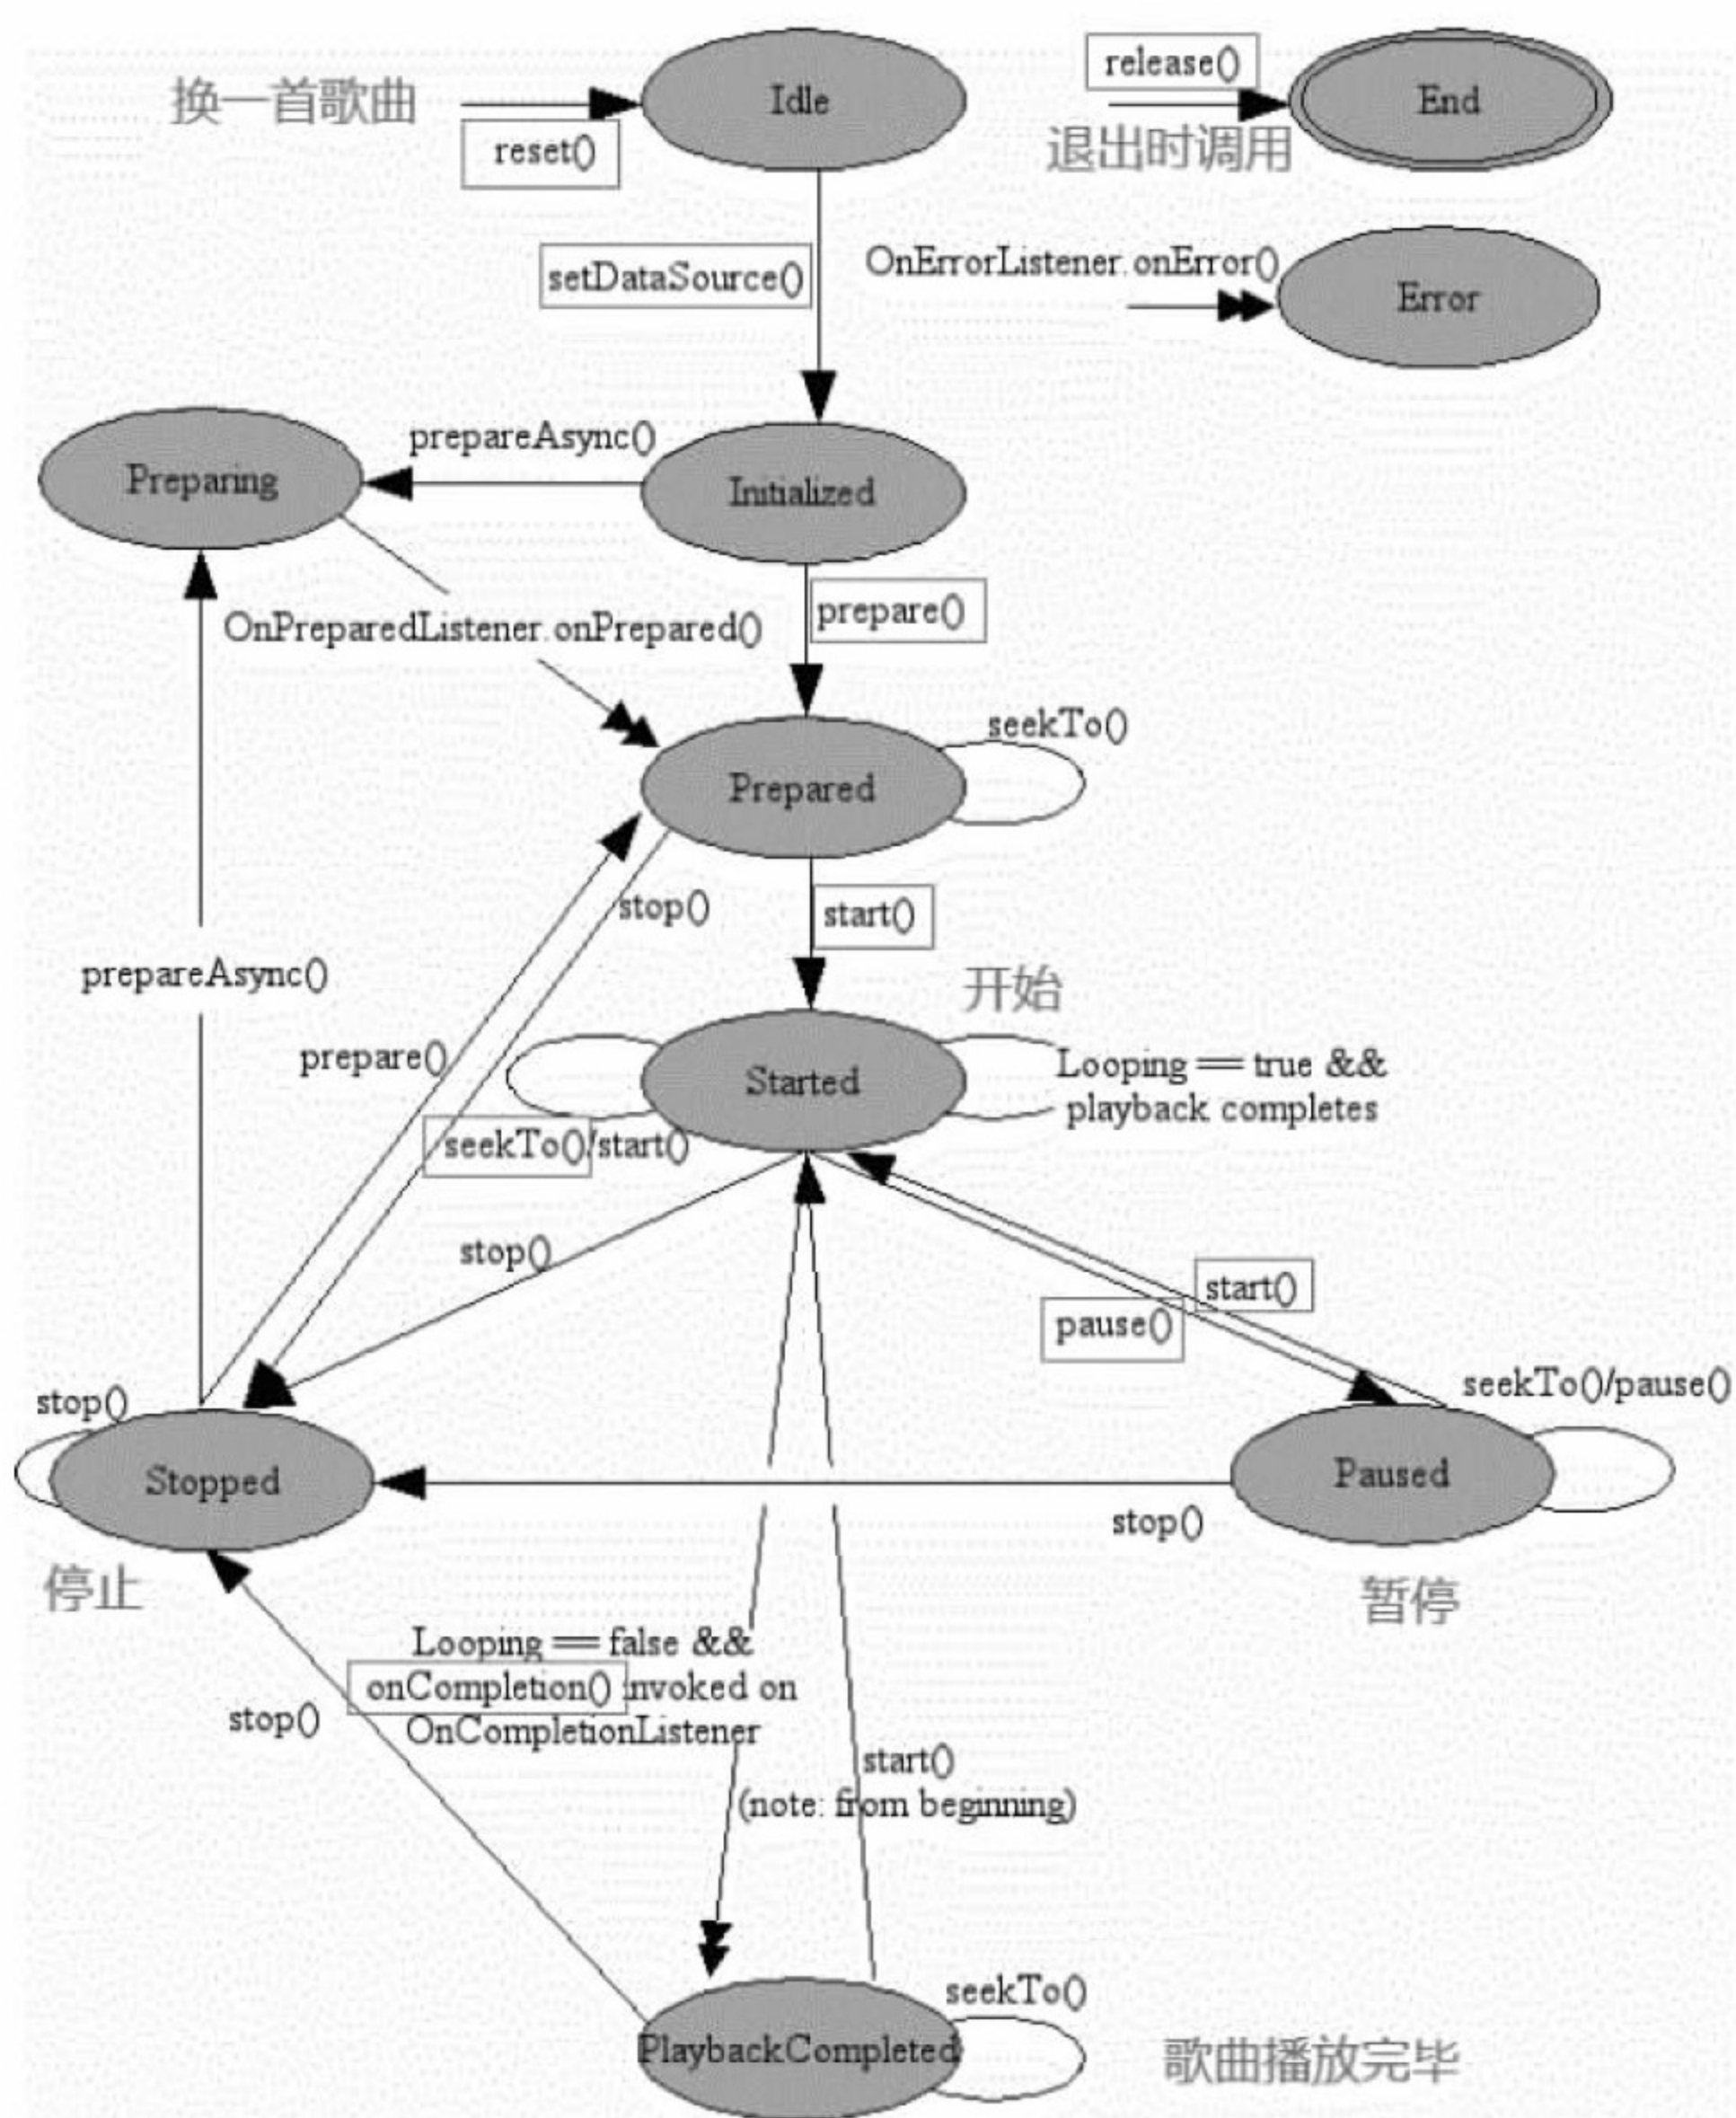 换一首歌曲
reset()
Idle
release()
退出时调用
End
setDataSource()
OnErrorListener.onError()
Error
prepareAsync()
Preparing
Initialized
OnPreparedListener.onPrepared()
prepare()
seekTo()
Prepared
stop()
start()
prepareAsync()
开始
prepare()
Started
Looping == true &&
playback completes
seekTo()/start()
stop()
start()
pause()
seekTo()/pause()
stop()
Stopped
Paused
stop()
停止
暂停
Looping == false &&
onCompletion() invoked on
OnCompletionListener
stop()
start()
(note: from beginning)
seekTo()
PlaybackCompleted
歌曲播放完毕